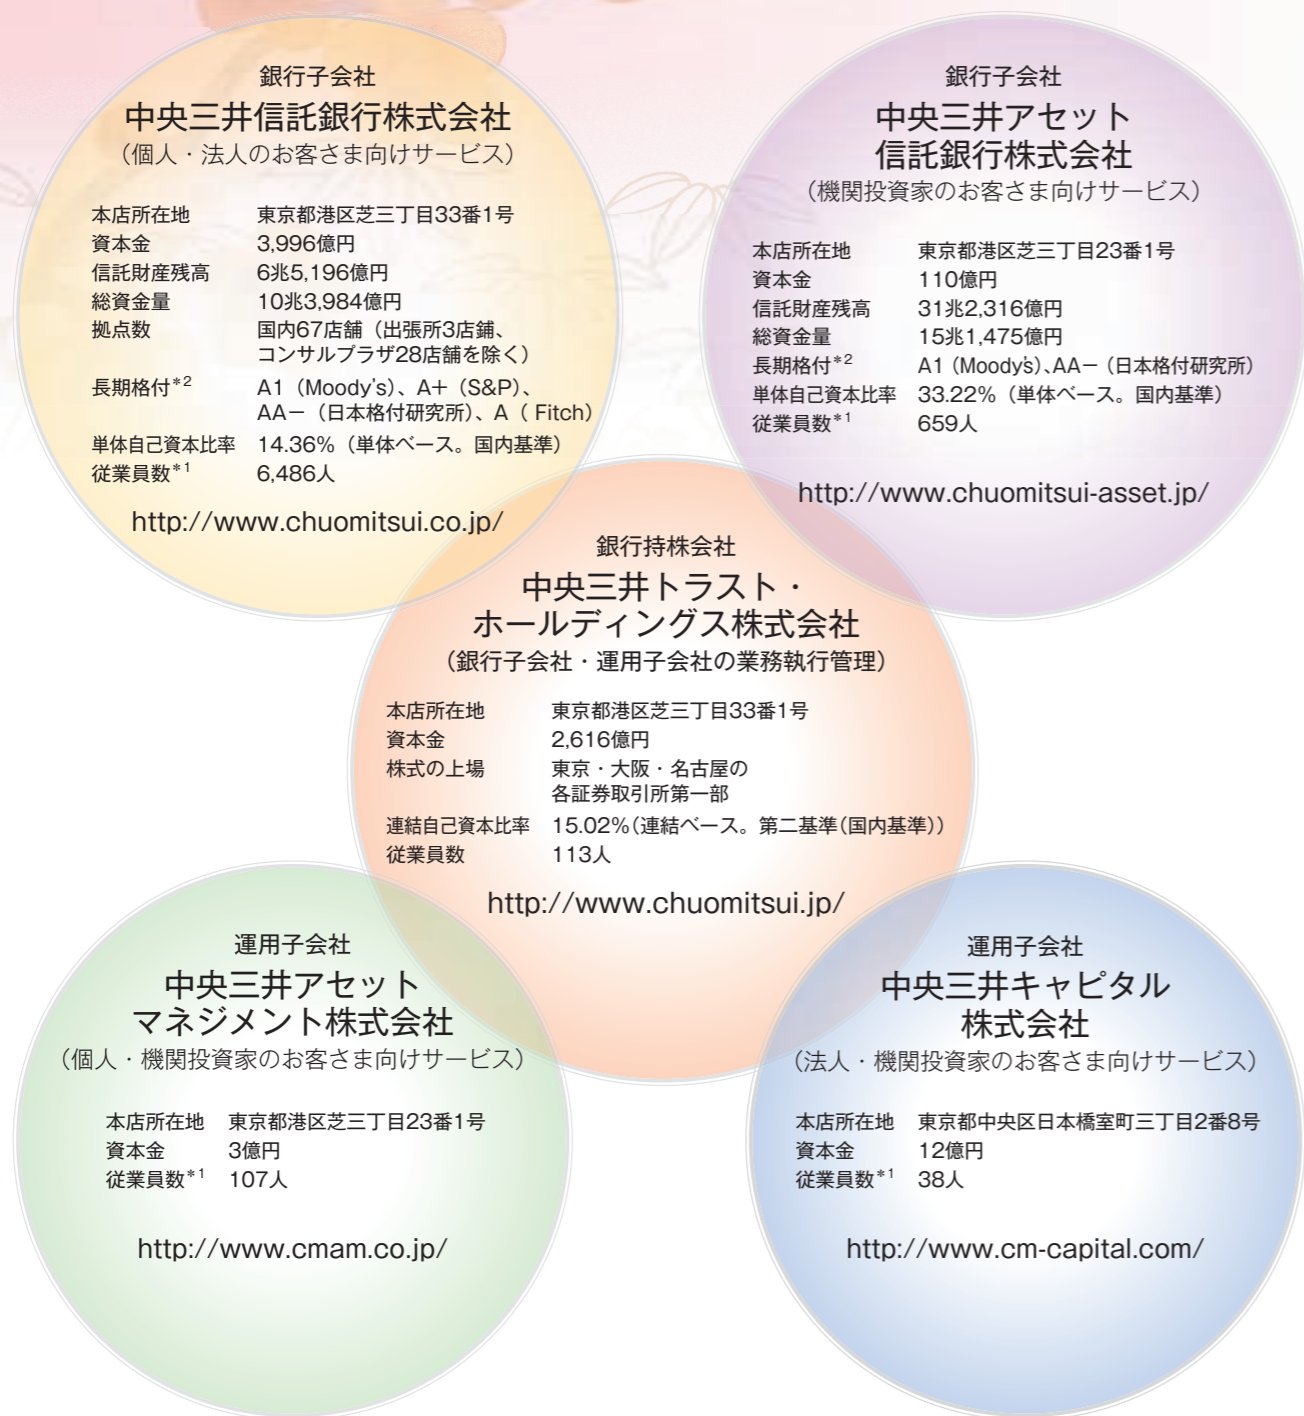 銀行子会社
中央三井信託銀行株式会社
（個人・法人のお客さま向けサービス）
本店所在地 東京都港区芝三丁目33番1号
資本金 3,996億円
信託財産残高 6兆5,196億円
総資金量 10兆3,984億円
拠点数 国内67店舗（出張所3店舗、
コンサルプラザ28店舗を除く）
長期格付*2 A1（Moody's）、A+（S&P）、
AA－（日本格付研究所）、A（Fitch）
単体自己資本比率 14.36%（単体ベース。国内基準）
従業員数*1 6,486人
http://www.chuomitsui.co.jp/
銀行子会社
中央三井アセット
信託銀行株式会社
（機関投資家のお客さま向けサービス）
本店所在地 東京都港区芝三丁目23番1号
資本金 110億円
信託財産残高 31兆2,316億円
総資金量 15兆1,475億円
長期格付*2 A1（Moody's）、AA－（日本格付研究所）
単体自己資本比率 33.22%（単体ベース。国内基準）
従業員数*1 659人
http://www.chuomitsui-asset.jp/
銀行持株会社
中央三井トラスト・
ホールディングス株式会社
（銀行子会社・運用子会社の業務執行管理）
本店所在地 東京都港区芝三丁目33番1号
資本金 2,616億円
株式の上場 東京・大阪・名古屋の
各証券取引所第一部
連結自己資本比率 15.02%（連結ベース。第二基準（国内基準））
従業員数 113人
http://www.chuomitsui.jp/
運用子会社
中央三井アセット
マネジメント株式会社
（個人・機関投資家のお客さま向けサービス）
本店所在地 東京都港区芝三丁目23番1号
資本金 3億円
従業員数*1 107人
http://www.cmam.co.jp/
運用子会社
中央三井キャピタル
株式会社
（法人・機関投資家のお客さま向けサービス）
本店所在地 東京都中央区日本橋室町三丁目2番8号
資本金 12億円
従業員数*1 38人
http://www.cm-capital.com/